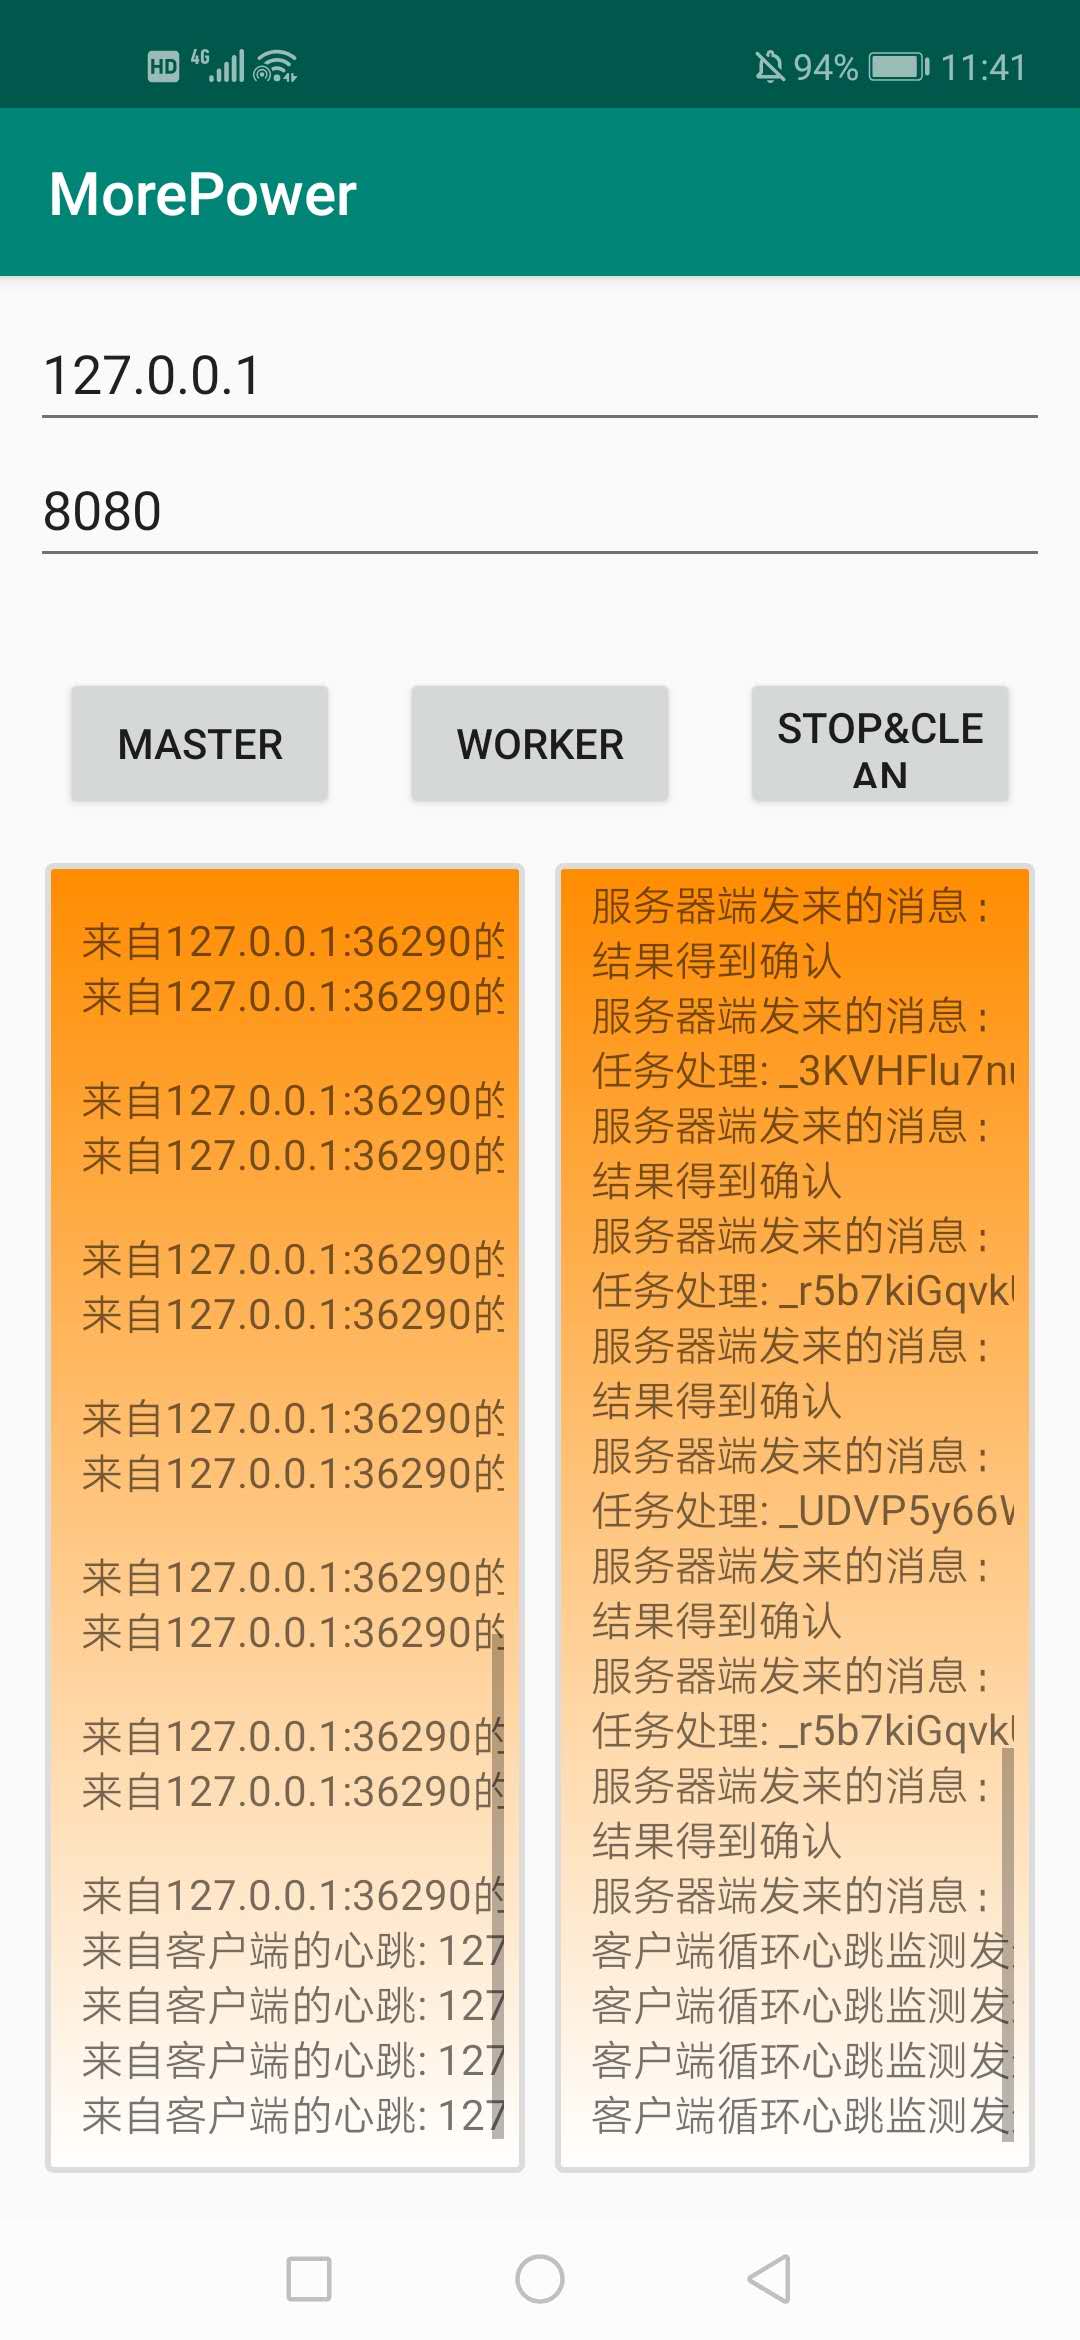 HD 4G 94% 11:41
MorePower
127.0.0.1
8080
MASTER
WORKER
STOP&CLE
AN
来自127.0.0.1:36290的
来自127.0.0.1:36290的
来自127.0.0.1:36290的
来自127.0.0.1:36290的
来自127.0.0.1:36290的
来自127.0.0.1:36290的
来自127.0.0.1:36290的
来自127.0.0.1:36290的
来自127.0.0.1:36290的
来自127.0.0.1:36290的
来自127.0.0.1:36290的
来自127.0.0.1:36290的
来自127.0.0.1:36290的
来自客户端的心跳: 127
来自客户端的心跳: 127
来自客户端的心跳: 127
来自客户端的心跳: 127
服务器端发来的消息:
结果得到确认
服务器端发来的消息:
任务处理: _3KVHFlu7nu
服务器端发来的消息:
结果得到确认
服务器端发来的消息:
任务处理: _r5b7kiGqvkU
服务器端发来的消息:
结果得到确认
服务器端发来的消息:
任务处理: _UDVP5y66W
服务器端发来的消息:
结果得到确认
服务器端发来的消息:
任务处理: _r5b7kiGqvkU
服务器端发来的消息:
结果得到确认
服务器端发来的消息:
客户端循环心跳监测发
客户端循环心跳监测发
客户端循环心跳监测发
客户端循环心跳监测发